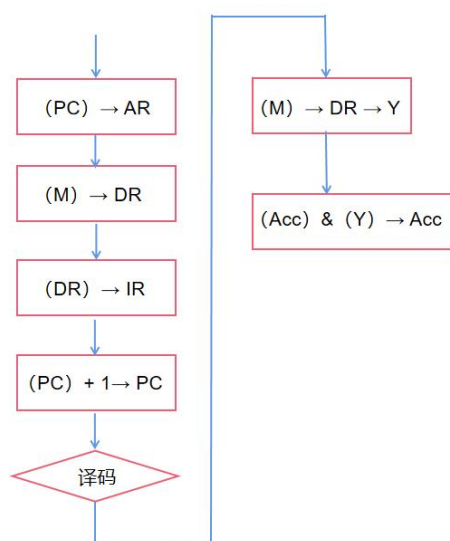 （PC）→ AR
（M）→ DR
（DR）→ IR
（PC）+ 1→ PC
译码
（M）→ DR → Y
（Acc）&（Y）→ Acc